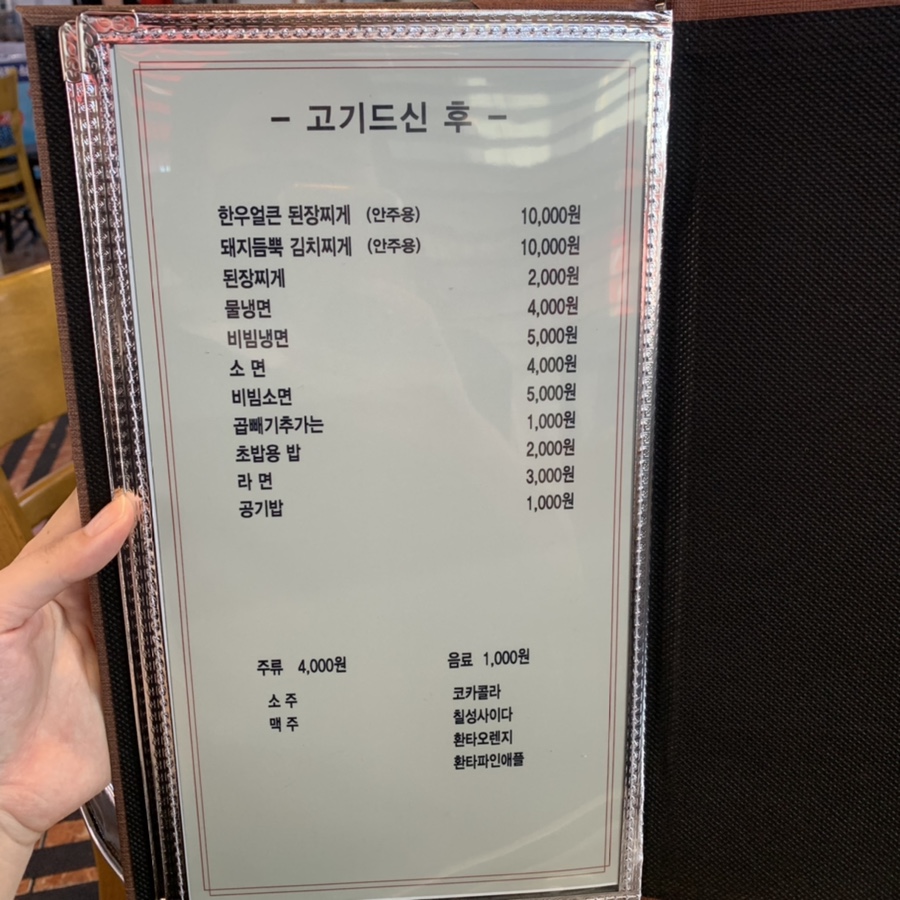 - 고기드신 후 -
한우얼큰 된장찌게 (안주용) 10,000원
돼지듬뿍 김치찌게 (안주용) 10,000원
된장찌게 2,000원
물냉면 4,000원
비빔냉면 5,000원
소 면 4,000원
비빔소면 5,000원
곱빼기추가는 1,000원
초밥용 밥 2,000원
라 면 3,000원
공기밥 1,000원
주류 4,000원
소 주
맥 주
음료 1,000원
코카콜라
칠성사이다
환타오렌지
환타파인애플